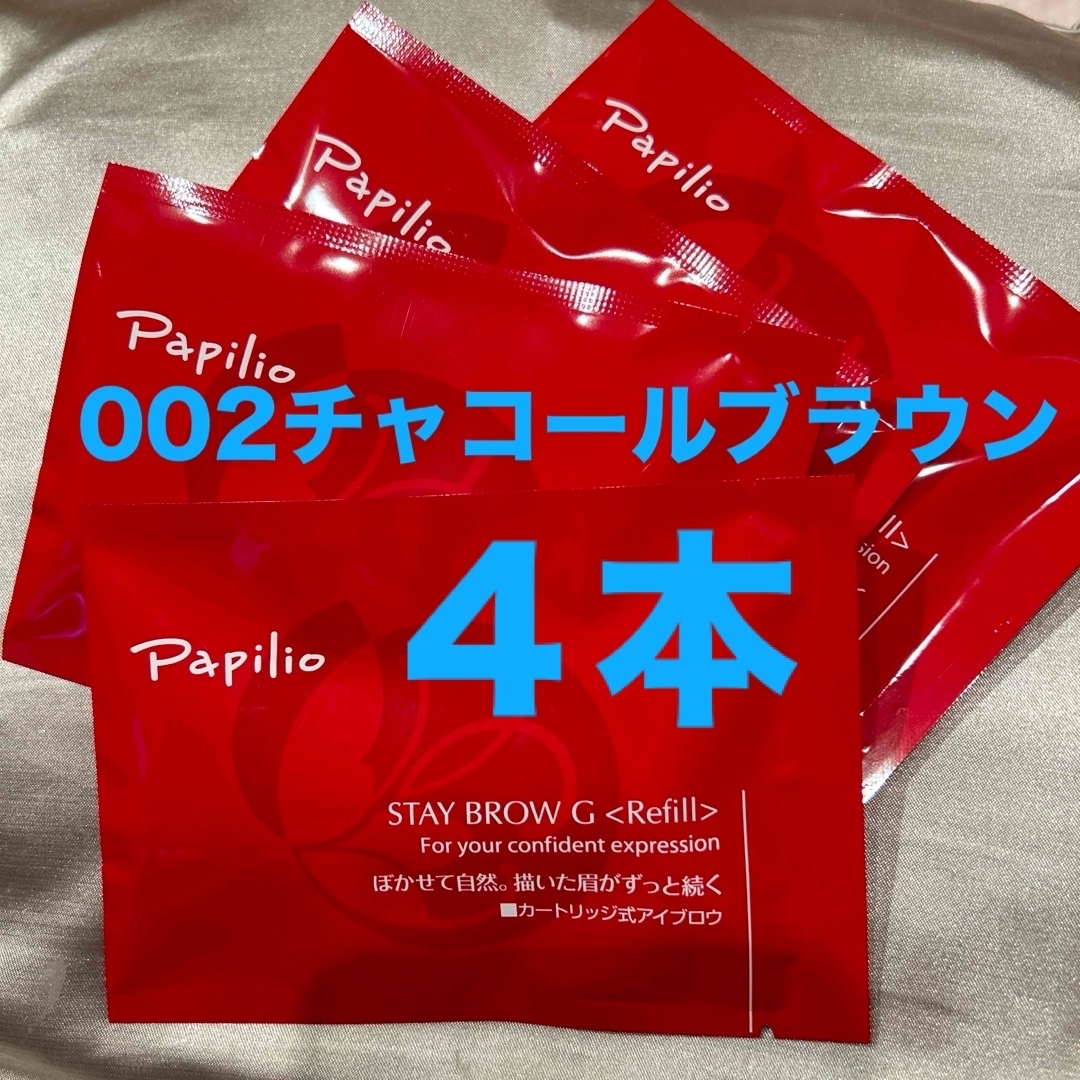 Papilio
Papilio
Papilio
002チャコールブラウン
ll>
sion
4本
Papilio
STAY BROW G <Refill>
For your confident expression
ぼかせて自然。描いた眉がずっと続く
■カートリッジ式アイブロウ